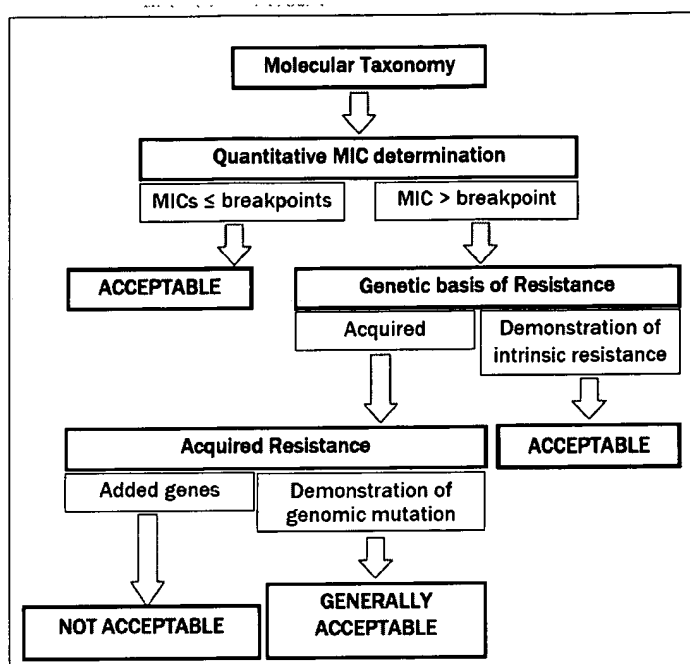 Molecular Taxonomy
Quantitative MIC determination
MICs ≤ breakpoints
MIC > breakpoint
ACCEPTABLE
Genetic basis of Resistance
Acquired
Demonstration of
intrinsic resistance
Acquired Resistance
ACCEPTABLE
Added genes
Demonstration of
genomic mutation
NOT ACCEPTABLE
GENERALLY
ACCEPTABLE